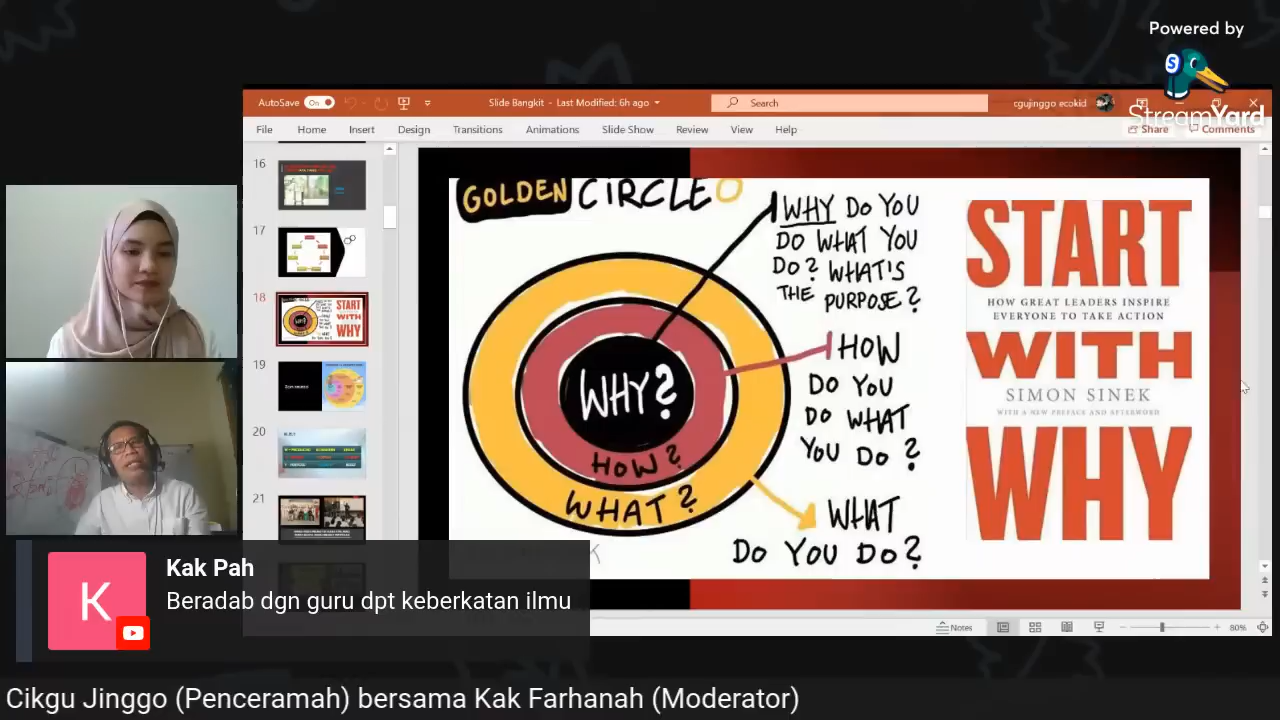 Powered by
StreamYard
AutoSave On
Slide Bangkit - Last Modified: 6h ago
Search
cgujinggo ecokid
File Home Insert Design Transitions Animations Slide Show Review View Help
Share Comments
16
17
18
19
20
21
GOLDEN CIRCLE
WHY DO YOU
DO WHAT YOU
DO? WHAT'S
THE PURPOSE?
HOW
DO YOU
DO WHAT
YOU DO?
WHAT
DO YOU DO?
WHY?
HOW?
WHAT?
START
HOW GREAT LEADERS INSPIRE
EVERYONE TO TAKE ACTION
WITH
SIMON SINEK
WITH A NEW PREFACE AND AFTERWORD
WHY
START
WITH
WHY
Notes
80%
K
Kak Pah
Beradab dgn guru dpt keberkatan ilmu
Cikgu Jinggo (Penceramah) bersama Kak Farhanah (Moderator)